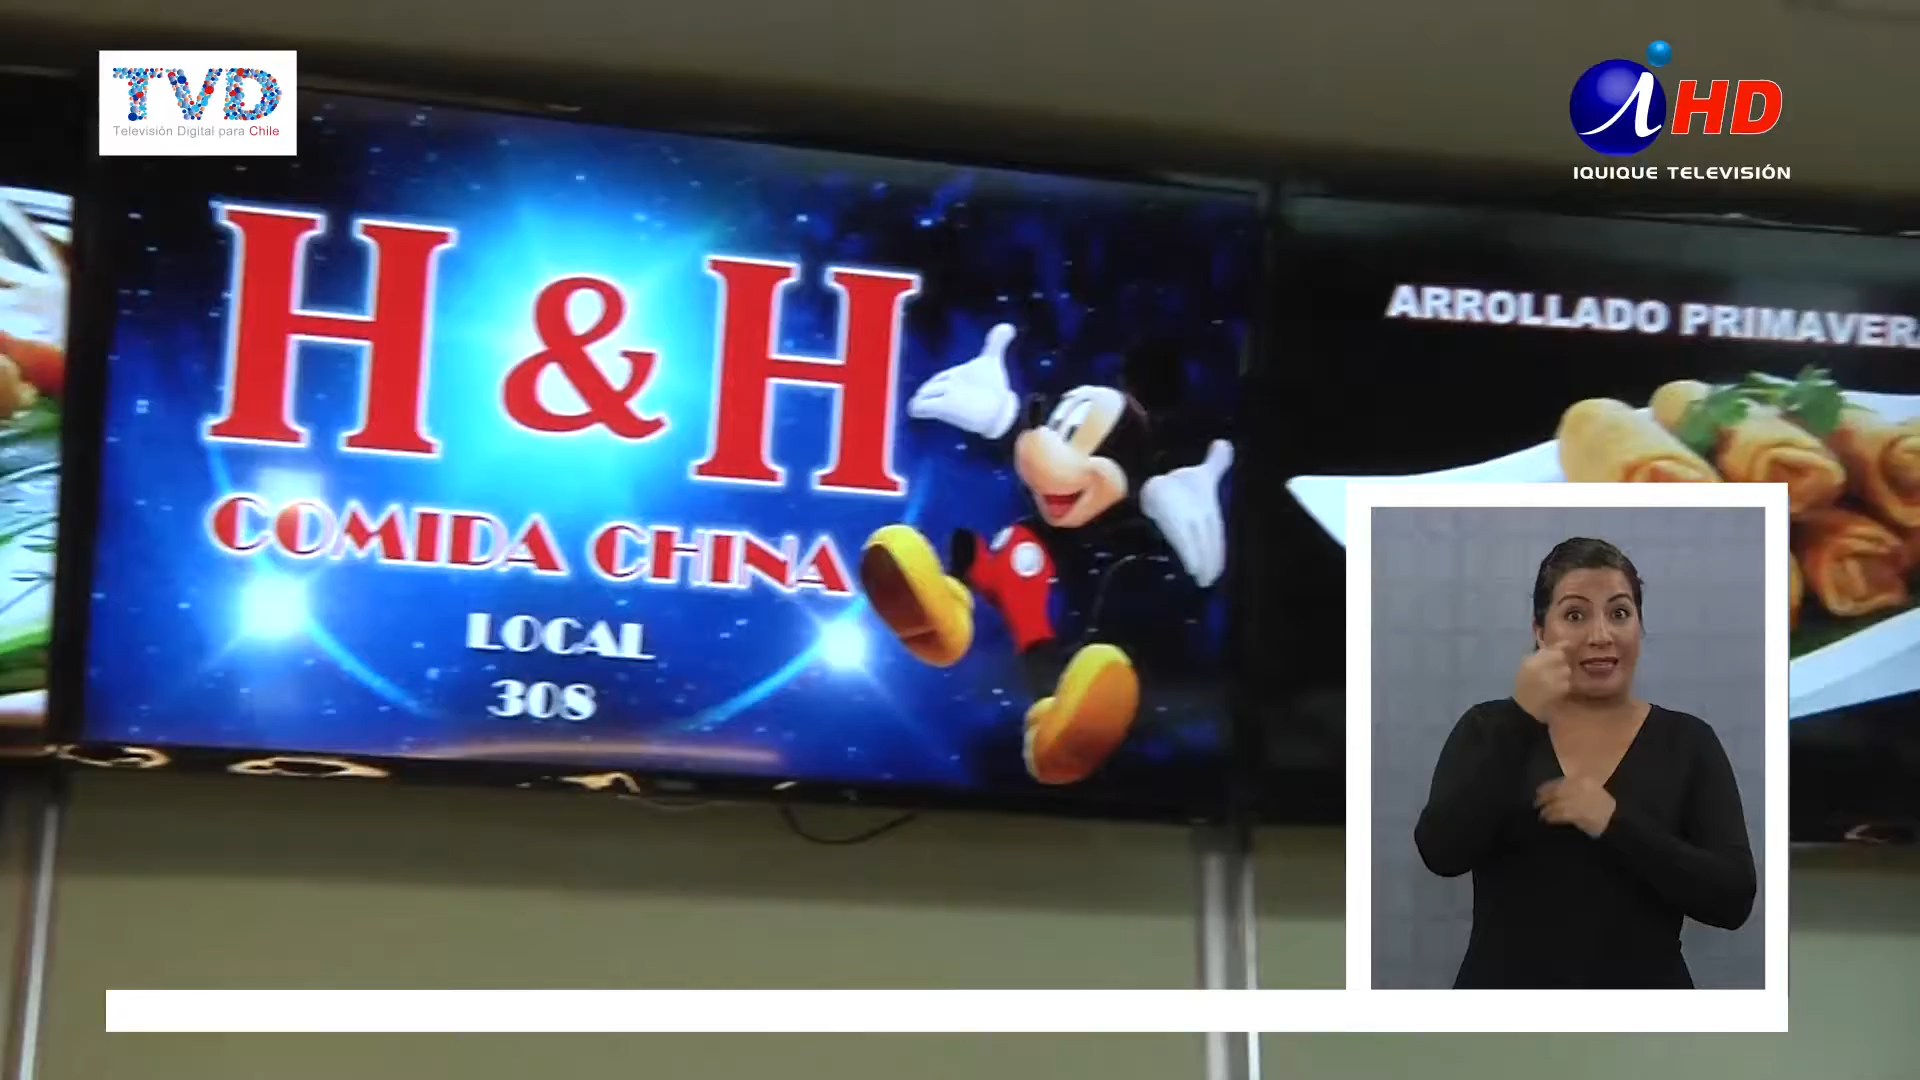 TVD
Televisión Digital para Chile
HD
IQUIQUE TELEVISIÓN
H & H
COMIDA CHINA
LOCAL
308
ARROLLADO PRIMAVERA